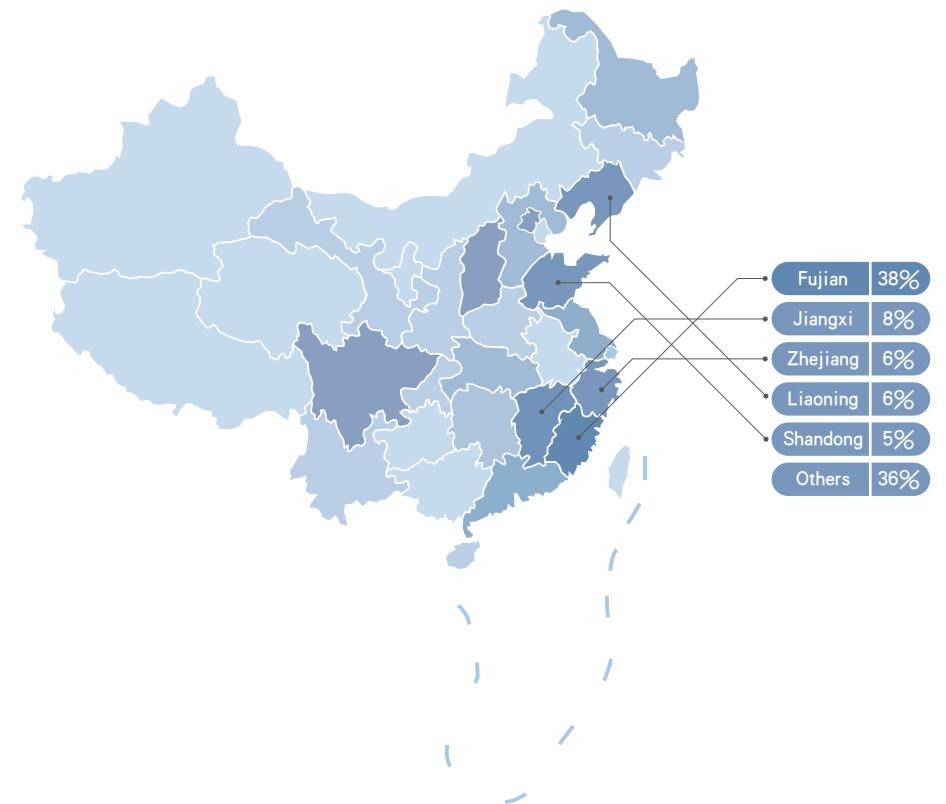 Fujian 38%
Jiangxi 8%
Zhejiang 6%
Liaoning 6%
Shandong 5%
Others 36%